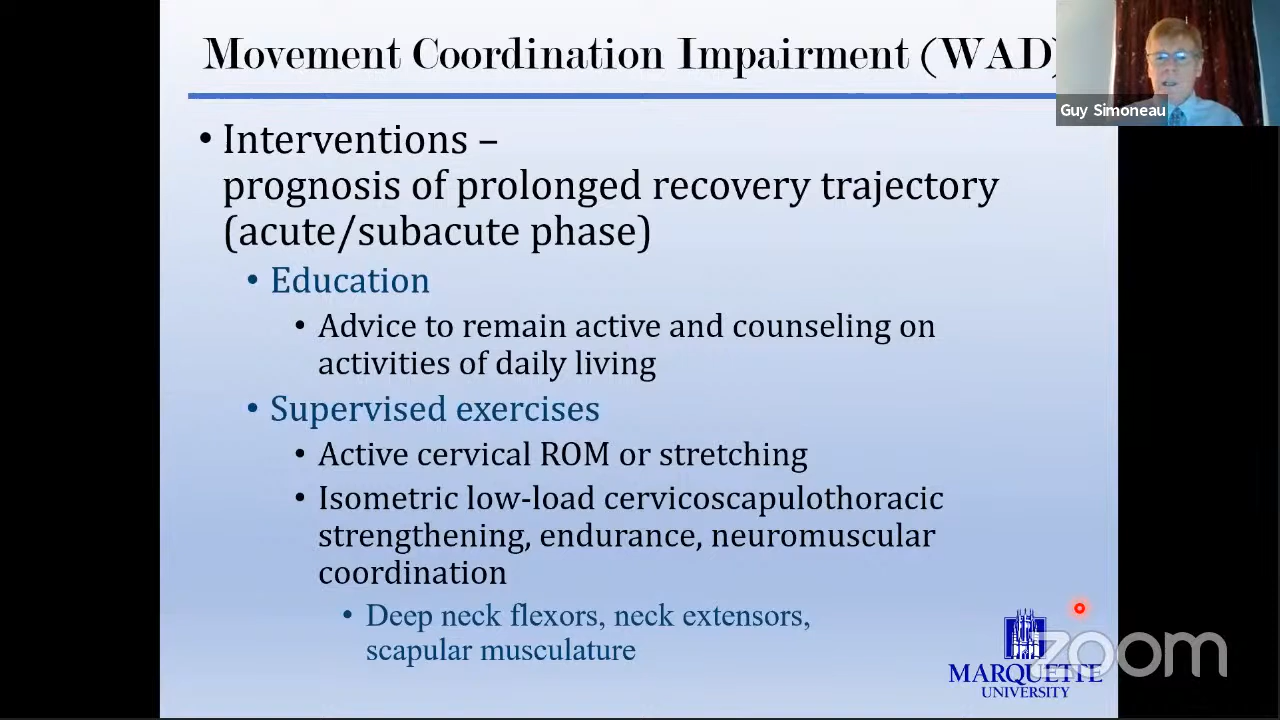 Movement Coordination Impairment (WAD)
Guy Simoneau
• Interventions –
prognosis of prolonged recovery trajectory
(acute/subacute phase)
• Education
• Advice to remain active and counseling on
activities of daily living
• Supervised exercises
• Active cervical ROM or stretching
• Isometric low-load cervicoscapulothoracic
strengthening, endurance, neuromuscular
coordination
• Deep neck flexors, neck extensors,
scapular musculature
zoom
MARQUETTE
UNIVERSITY